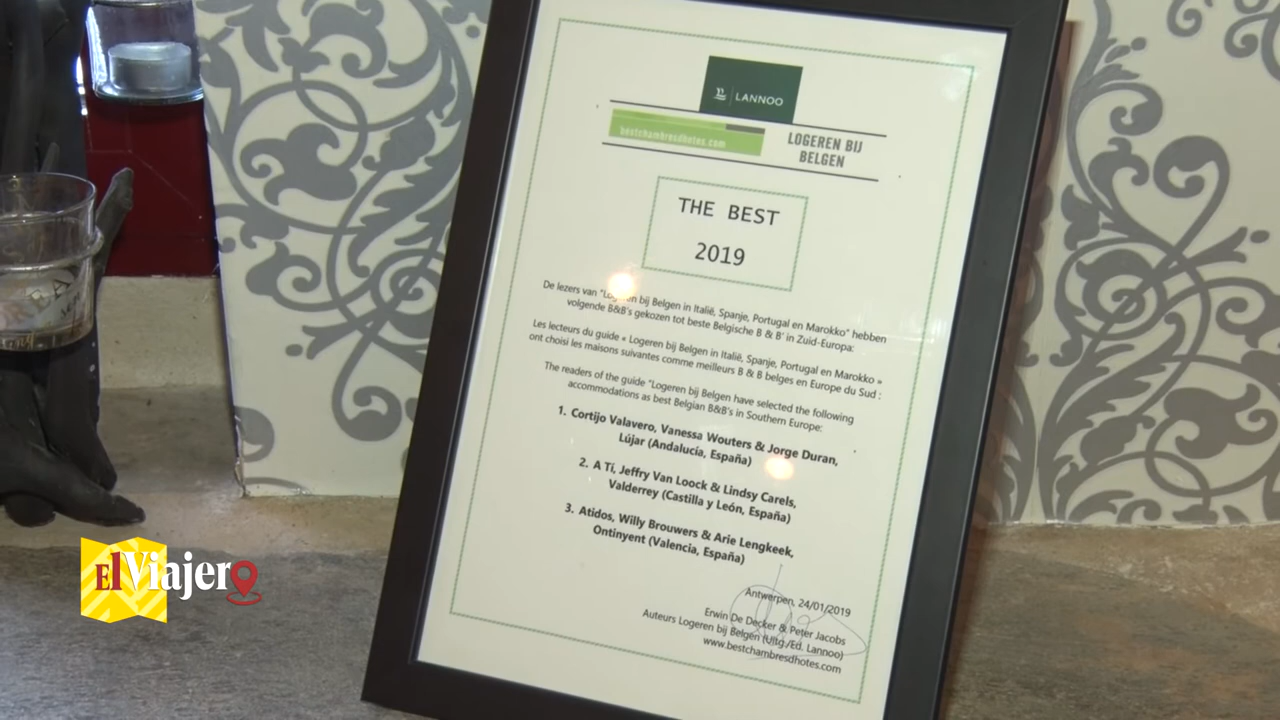 LANNOO
bestchambresdhotes.com
LOGEREN BIJ
BELGEN
THE BEST
2019
De lezers van "Logeren bij Belgen in Italië, Spanje, Portugal en Marokko" hebben
volgende B&B's gekozen tot beste Belgische B & B' in Zuid-Europa:
Les lecteurs du guide « Logeren bij Belgen in Italië, Spanje, Portugal en Marokko »
ont choisi les maisons suivantes comme meilleurs B & B belges en Europe du Sud :
The readers of the guide "Logeren bij Belgen have selected the following
accommodations as best Belgian B&B's in Southern Europe:
1. Cortijo Valavero, Vanessa Wouters & Jorge Duran,
Lújar (Andalucia, España)
2. A Ti, Jeffry Van Loock & Lindsy Carels,
Valderrey (Castilla y León, España)
3. Atidos, Willy Brouwers & Arie Lengkeek,
Ontinyent (Valencia, España)
Antwerpen, 24/01/2019
Erwin De Decker & Peter Jacobs
Auteurs Logeren bij Belgen (Uitg./Ed. Lannoo)
www.bestchambresdhotes.com
El Viajero